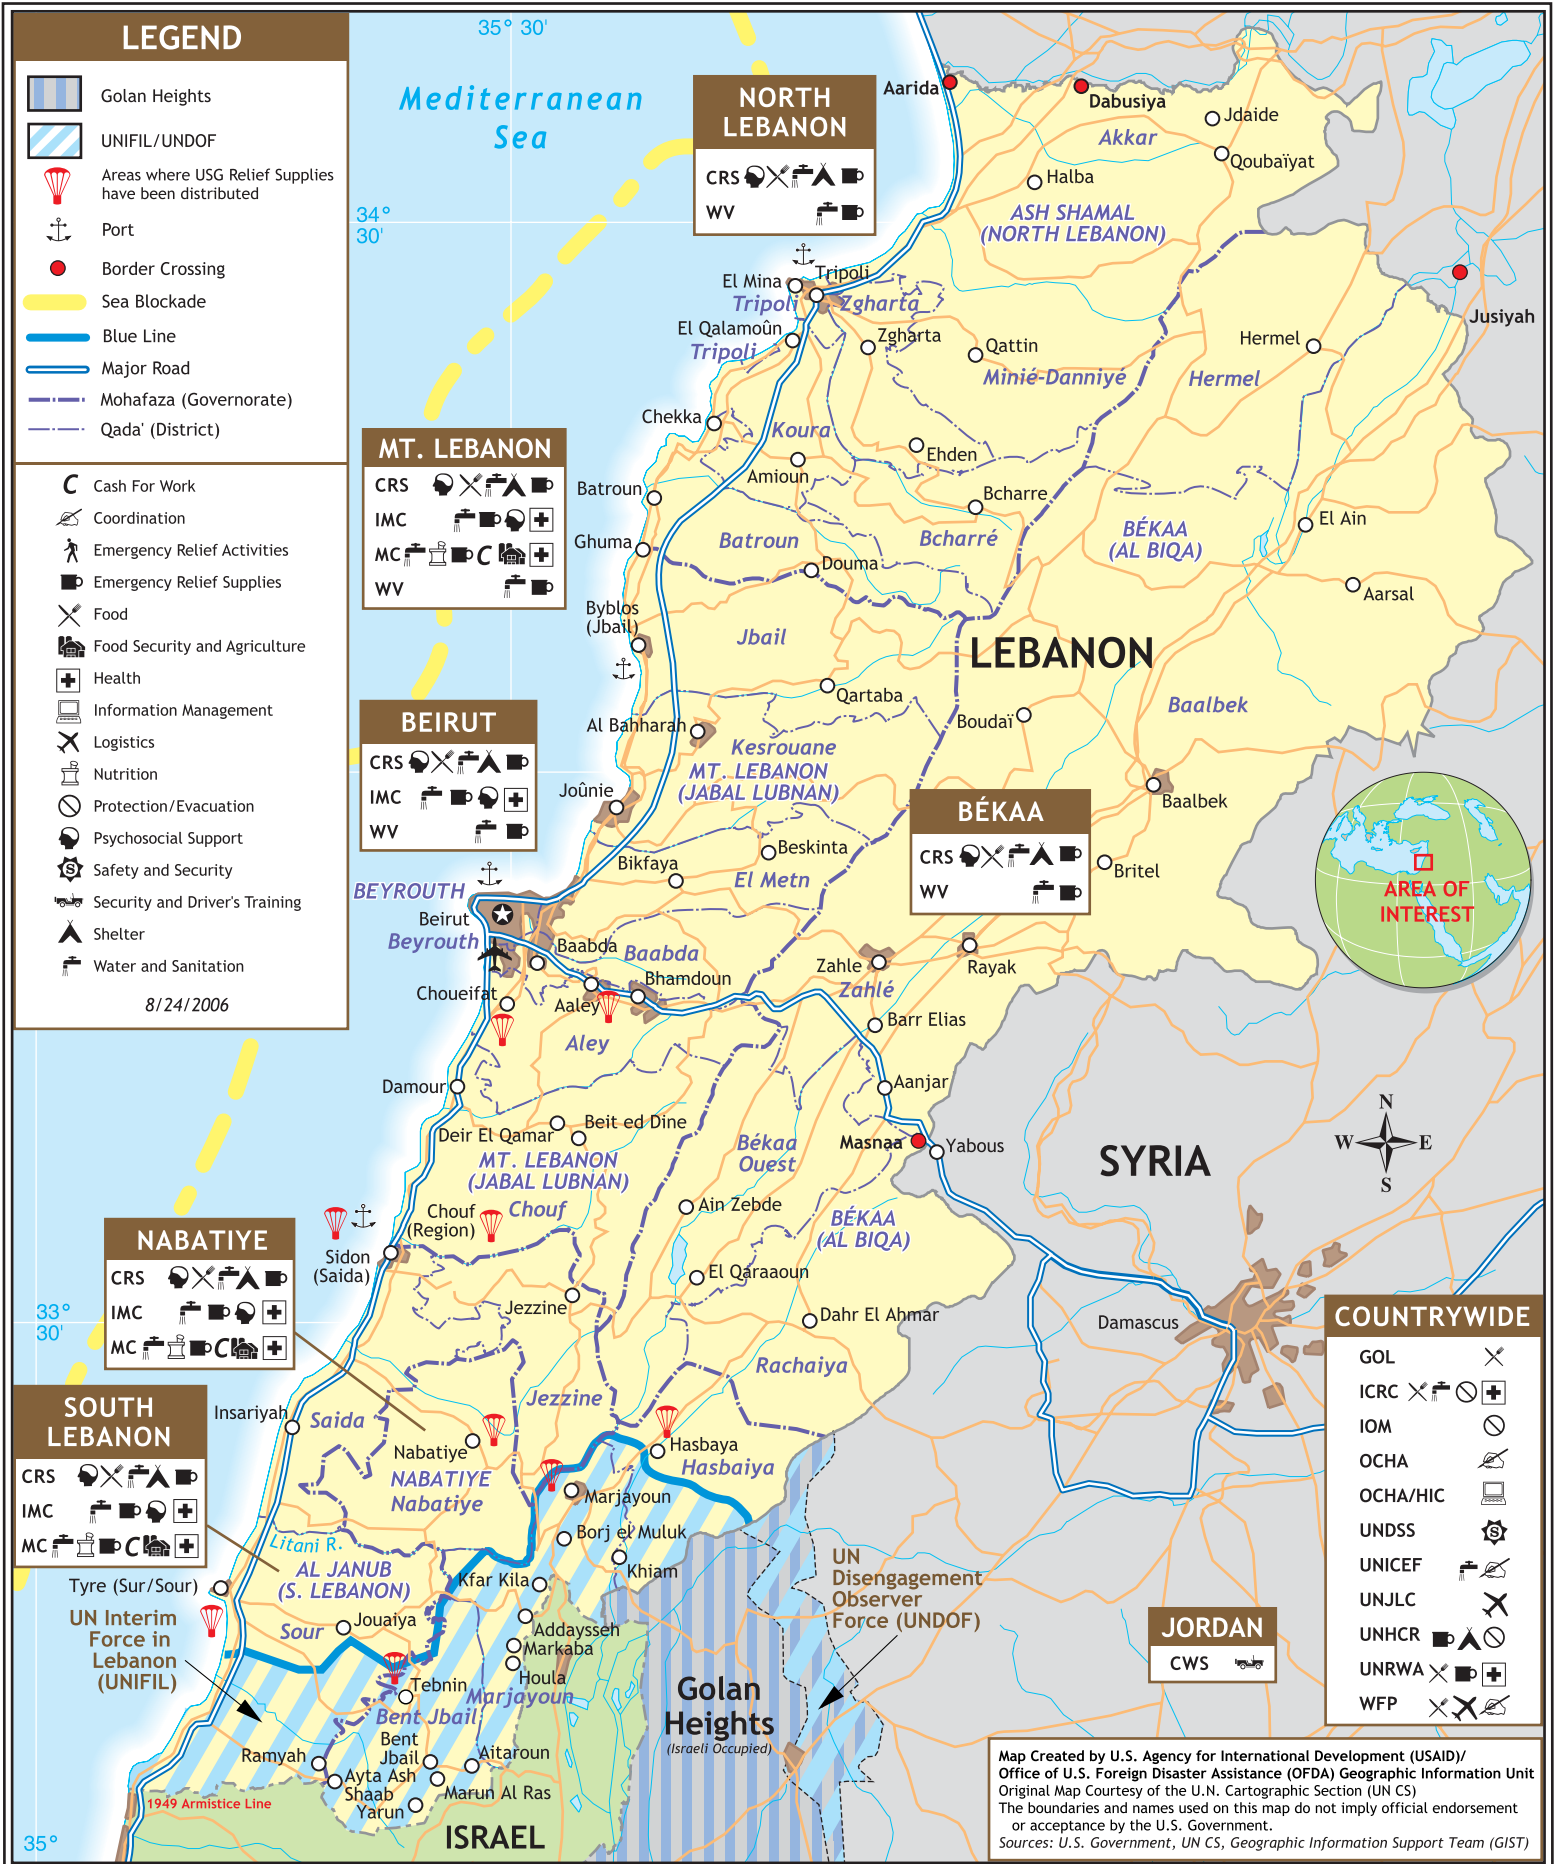 LEGEND
Golan Heights
UNIFIL/UNDOF
Areas where USG Relief Supplies
have been distributed
Port
Border Crossing
Sea Blockade
Blue Line
Major Road
Mohafaza (Governorate)
Qada' (District)
C Cash For Work
Coordination
Emergency Relief Activities
Emergency Relief Supplies
Food
Food Security and Agriculture
Health
Information Management
Logistics
Nutrition
Protection/Evacuation
Psychosocial Support
S Safety and Security
Security and Driver's Training
Shelter
Water and Sanitation
8/24/2006
35° 30'
34°
30'
33°
30'
35°
Mediterranean
Sea
NORTH
LEBANON
CRS
WV
MT. LEBANON
CRS
IMC
MC C
WV
BEIRUT
CRS
IMC
WV
BÉKAA
CRS
WV
NABATIYE
CRS
IMC
MC C
SOUTH
LEBANON
CRS
IMC
MC C
Aarida
Dabusiya
Akkar
Jdaide
Qoubaïyat
Halba
ASH SHAMAL
(NORTH LEBANON)
Jusiyah
El Mina
Tripoli
Tripoli
Zgharta
El Qalamoûn
Tripoli
Zgharta
Qattin
Minié-Danniyé
Hermel
Hermel
Chekka
Koura
Ehden
Amioun
Batroun
Bcharre
El Ain
Ghuma
Batroun
Bcharré
BÉKAA
(AL BIQA)
Douma
Aarsal
Byblos
(Jbail)
Jbail
LEBANON
Qartaba
Boudaï
Baalbek
Al Bahharah
Kesrouane
MT. LEBANON
(JABAL LUBNAN)
Joûnie
Baalbek
Beskinta
Bikfaya
El Metn
Britel
BEYROUTH
Beirut
Beyrouth
Baabda
Baabda
Bhamdoun
Zahle
Rayak
Zahlé
Choueifat
Aaley
Barr Elias
Aley
Damour
Aanjar
Deir El Qamar
Beit ed Dine
Békaa
Ouest
Masnaa
Yabous
SYRIA
MT. LEBANON
(JABAL LUBNAN)
Chouf
Chouf
(Region)
Ain Zebde
BÉKAA
(AL BIQA)
Sidon
(Saida)
El Qaraaoun
Jezzine
Dahr El Ahmar
Damascus
Rachaiya
Jezzine
Insariyah
Saida
Nabatiye
Hasbaya
Hasbaiya
NABATIYE
Nabatiye
Marjayoun
Litani R.
Borj el Muluk
AL JANUB
(S. LEBANON)
Kfar Kila
Khiam
Tyre (Sur/Sour)
Jouaiya
Sour
Addaysseh
Markaba
Houla
Tebnin
Marjayoun
Bent Jbail
Bent
Jbail
Aitaroun
Ramyah
Ayta Ash
Shaab
Marun Al Ras
Yarun
UN Interim
Force in
Lebanon
(UNIFIL)
1949 Armistice Line
ISRAEL
Golan
Heights
(Israeli Occupied)
UN
Disengagement
Observer
Force (UNDOF)
AREA OF
INTEREST
N
W E
S
JORDAN
CWS
COUNTRYWIDE
GOL
ICRC
IOM
OCHA
OCHA/HIC
UNDSS S
UNICEF
UNJLC
UNHCR
UNRWA
WFP
Map Created by U.S. Agency for International Development (USAID)/
Office of U.S. Foreign Disaster Assistance (OFDA) Geographic Information Unit
Original Map Courtesy of the U.N. Cartographic Section (UN CS)
The boundaries and names used on this map do not imply official endorsement
or acceptance by the U.S. Government.
Sources: U.S. Government, UN CS, Geographic Information Support Team (GIST)